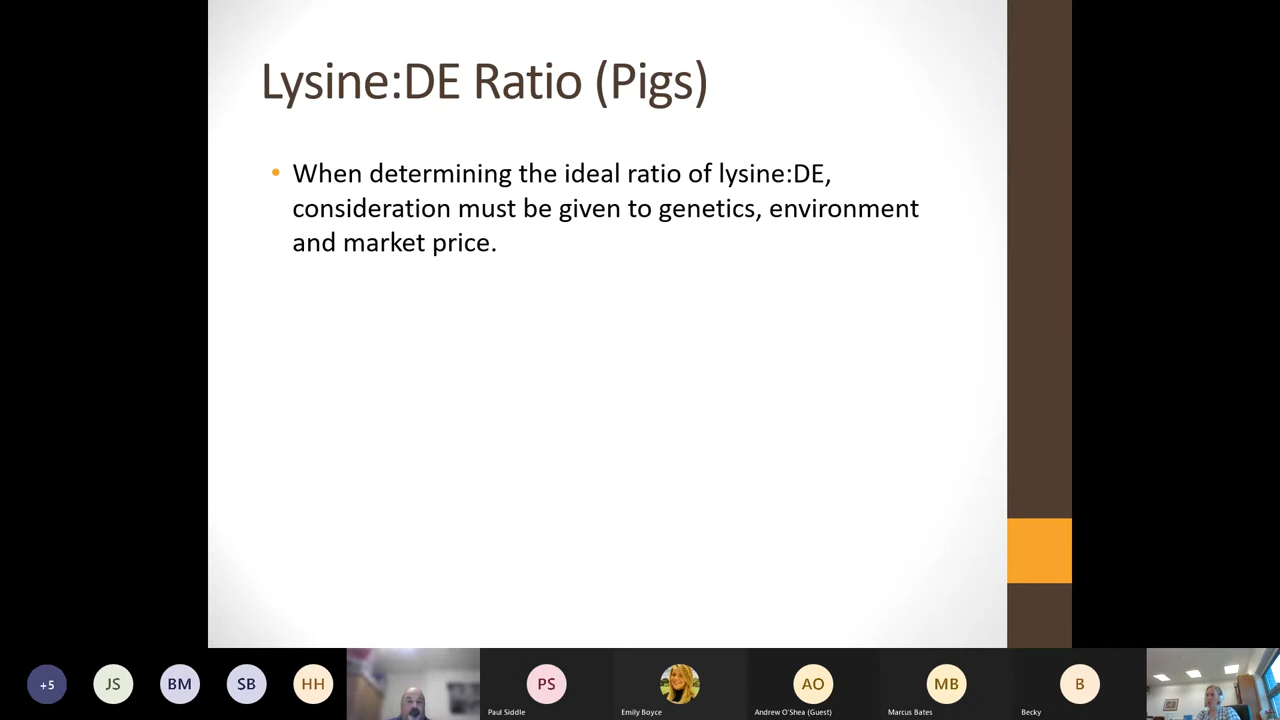 Lysine:DE Ratio (Pigs)
• When determining the ideal ratio of lysine:DE,
consideration must be given to genetics, environment
and market price.
+5
JS
BM
SB
HH
PS
AO
MB
B
Paul Siddle
Emily Boyce
Andrew O'Shea (Guest)
Marcus Bates
Becky